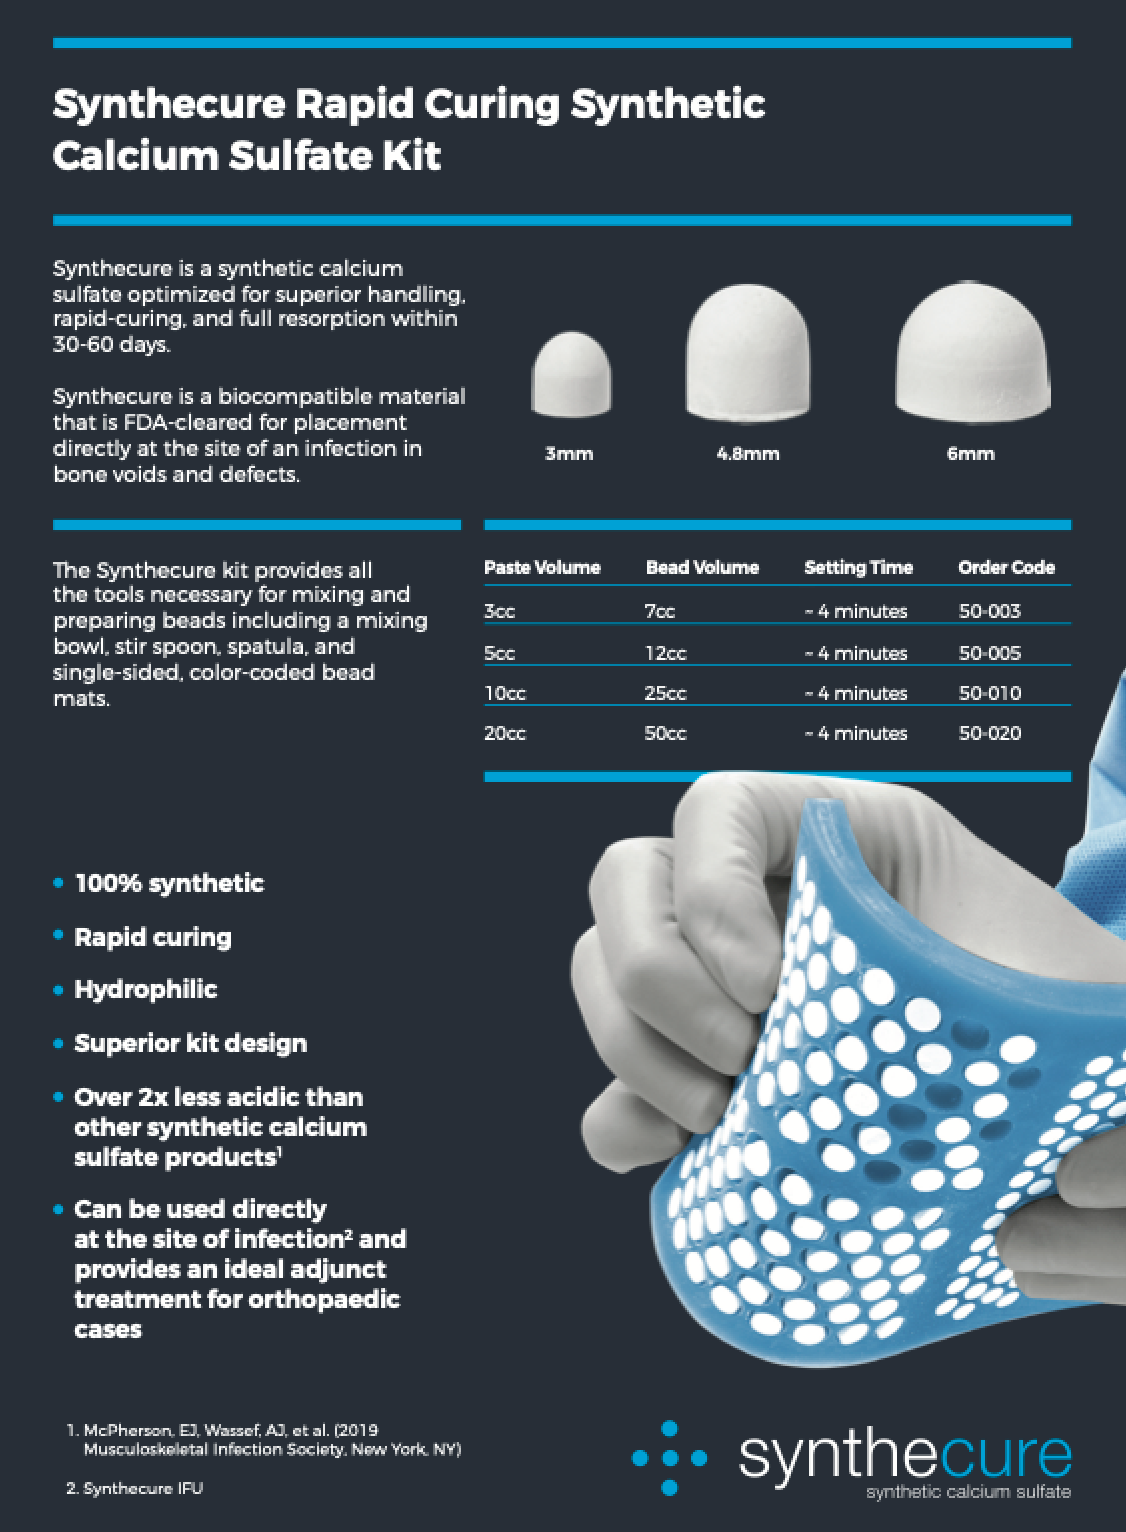 Synthecure Rapid Curing Synthetic
Calcium Sulfate Kit
Synthecure is a synthetic calcium
sulfate optimized for superior handling,
rapid-curing, and full resorption within
30-60 days.
Synthecure is a biocompatible material
that is FDA-cleared for placement
directly at the site of an infection in
bone voids and defects.
3mm 4.8mm 6mm
The Synthecure kit provides all
the tools necessary for mixing and
preparing beads including a mixing
bowl, stir spoon, spatula, and
single-sided, color-coded bead
mats.
Paste Volume Bead Volume Setting Time Order Code
3cc 7cc ~ 4 minutes 50-003
5cc 12cc ~ 4 minutes 50-005
10cc 25cc ~ 4 minutes 50-010
20cc 50cc ~ 4 minutes 50-020
• 100% synthetic
• Rapid curing
• Hydrophilic
• Superior kit design
• Over 2x less acidic than
other synthetic calcium
sulfate products¹
• Can be used directly
at the site of infection² and
provides an ideal adjunct
treatment for orthopaedic
cases
1. McPherson, EJ, Wassef, AJ, et al. (2019
Musculoskeletal Infection Society, New York, NY)
2. Synthecure IFU
synthecure
synthetic calcium sulfate